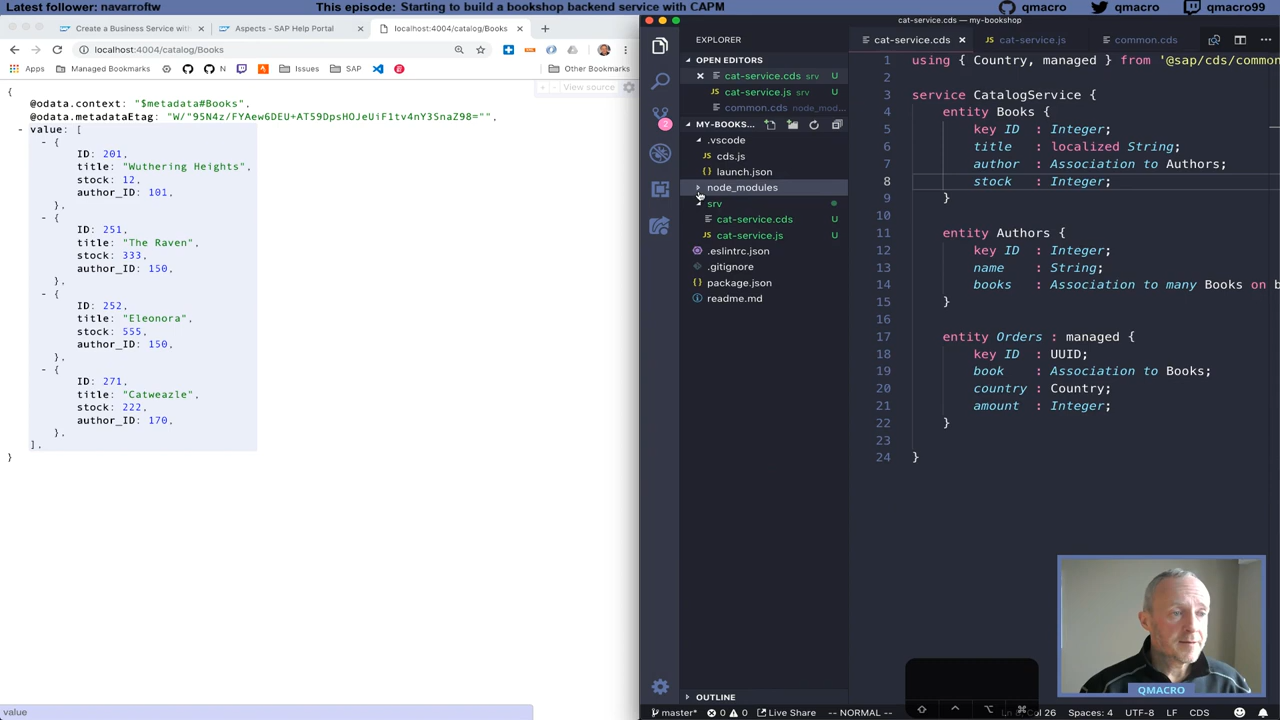 Latest follower: navarroftw
This episode: Starting to build a bookshop backend service with CAPM
qmacro
qmacro
qmacro99
Create a Business Service with
Aspects - SAP Help Portal
localhost:4004/catalog/Books
localhost:4004/catalog/Books
Apps
Managed Bookmarks
N
Issues
SAP
Other Bookmarks
+ - View source
{
@odata.context: "$metadata#Books",
@odata.metadataEtag: "W/"95N4z/FYAew6DEU+AT59DpsHOJeUiF1tv4nY3SnaZ98="",
- value: [
- {
ID: 201,
title: "Wuthering Heights",
stock: 12,
author_ID: 101,
},
- {
ID: 251,
title: "The Raven",
stock: 333,
author_ID: 150,
},
- {
ID: 252,
title: "Eleonora",
stock: 555,
author_ID: 150,
},
- {
ID: 271,
title: "Catweazle",
stock: 222,
author_ID: 170,
},
],
}
value
cat-service.cds — my-bookshop
EXPLORER
OPEN EDITORS
cat-service.cds srv U
cat-service.js srv U
common.cds node_mod...
MY-BOOKS...
.vscode
cds.js
launch.json
node_modules
srv
cat-service.cds U
cat-service.js U
.eslintrc.json
.gitignore
package.json
readme.md
OUTLINE
cat-service.cds
cat-service.js
common.cds
1 using { Country, managed } from '@sap/cds/common
2
3 service CatalogService {
4 entity Books {
5 key ID : Integer;
6 title : localized String;
7 author : Association to Authors;
8 stock : Integer;
9 }
10
11 entity Authors {
12 key ID : Integer;
13 name : String;
14 books : Association to many Books on b
15 }
16
17 entity Orders : managed {
18 key ID : UUID;
19 book : Association to Books;
20 country : Country;
21 amount : Integer;
22 }
23
24 }
QMACRO
master*
0
0
Live Share
-- NORMAL --
Col 26
Spaces: 4
UTF-8
LF
CDS
2